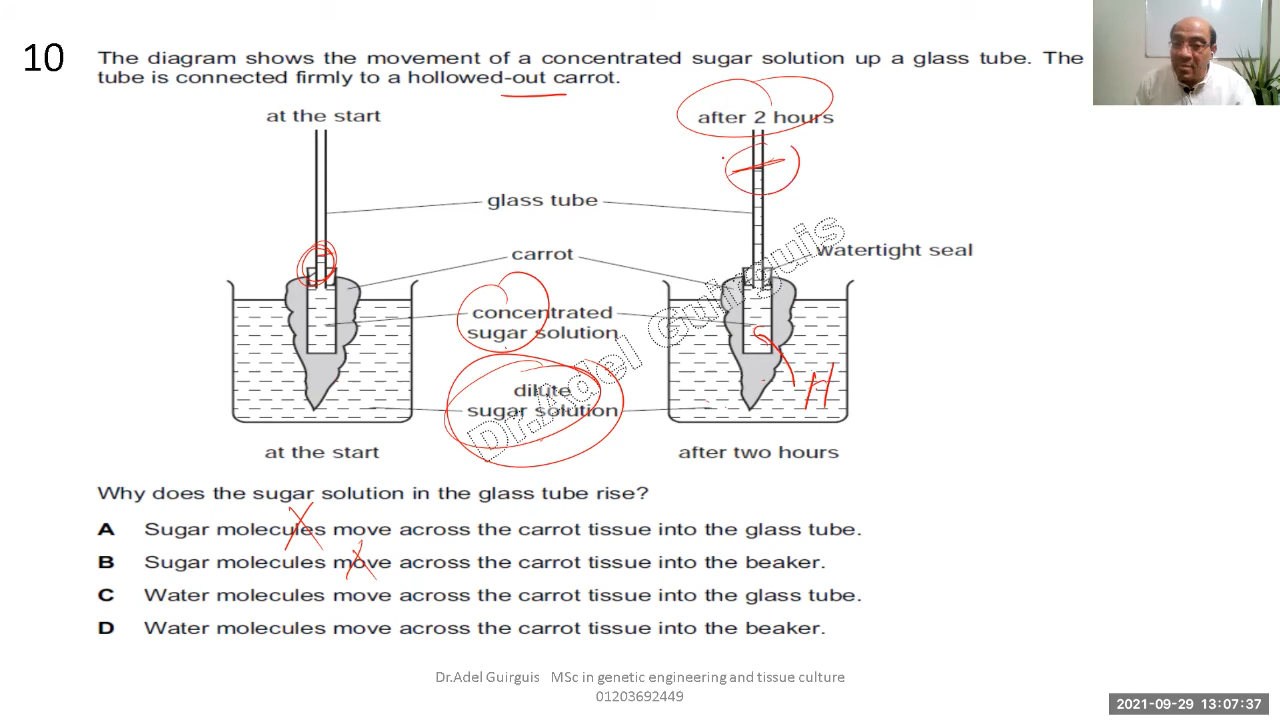 10
The diagram shows the movement of a concentrated sugar solution up a glass tube. The
tube is connected firmly to a hollowed-out carrot.
at the start
after 2 hours
glass tube
carrot
watertight seal
concentrated
sugar solution
dilute
sugar solution
Dr.Adel Guirguis
H
at the start
after two hours
Why does the sugar solution in the glass tube rise?
A Sugar molecules move across the carrot tissue into the glass tube.
B Sugar molecules move across the carrot tissue into the beaker.
C Water molecules move across the carrot tissue into the glass tube.
D Water molecules move across the carrot tissue into the beaker.
Dr.Adel Guirguis MSc in genetic engineering and tissue culture
01203692449
2021-09-29 13:07:37